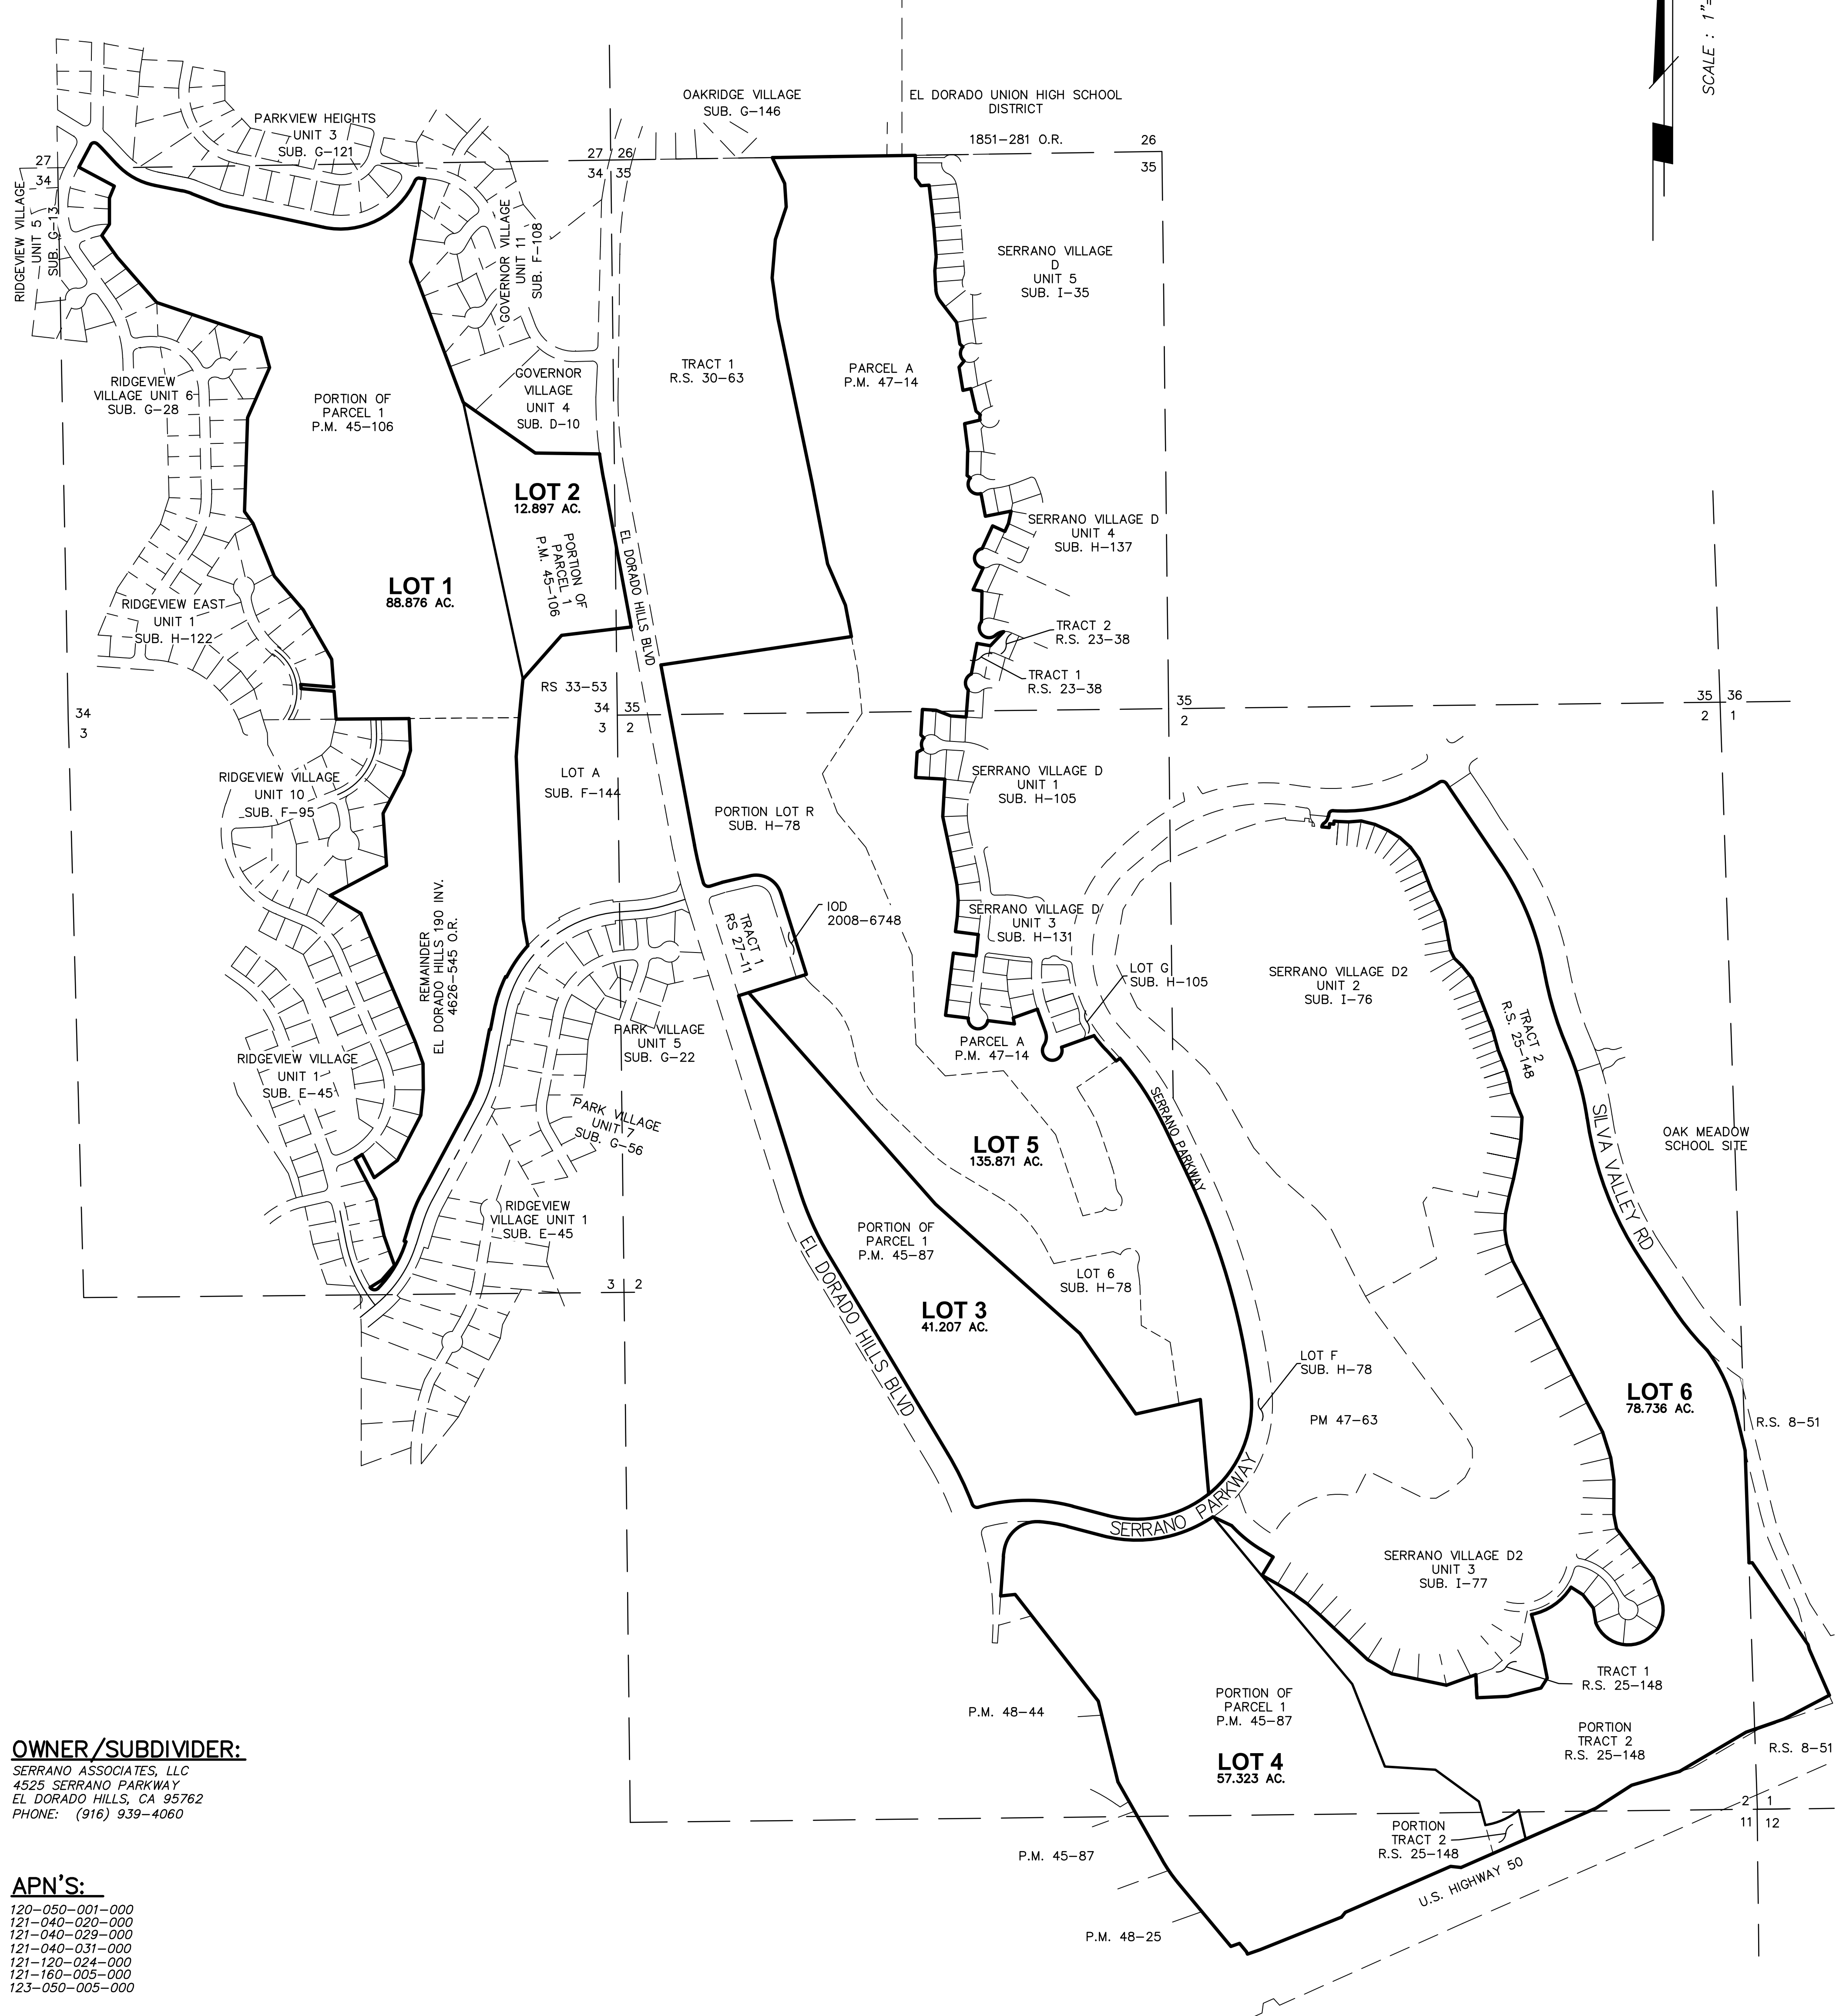 SCALE : 1"=
OAKRIDGE VILLAGE
SUB. G-146
EL DORADO UNION HIGH SCHOOL
DISTRICT
1851-281 O.R.
26
35
PARKVIEW HEIGHTS
UNIT 3
SUB. G-121
27
34
27 26
34 35
RIDGEVIEW VILLAGE
UNIT 5
SUB. G-13
GOVERNOR VILLAGE
UNIT 11
SUB. F-108
SERRANO VILLAGE
D
UNIT 5
SUB. I-35
TRACT 1
R.S. 30-63
PARCEL A
P.M. 47-14
RIDGEVIEW
VILLAGE UNIT 6
SUB. G-28
PORTION OF
PARCEL 1
P.M. 45-106
GOVERNOR
VILLAGE
UNIT 4
SUB. D-10
LOT 2
12.897 AC.
PORTION OF
PARCEL 1
P.M. 45-106
EL DORADO HILLS BLVD
SERRANO VILLAGE D
UNIT 4
SUB. H-137
LOT 1
88.876 AC.
RIDGEVIEW EAST
UNIT 1
SUB. H-122
TRACT 2
R.S. 23-38
TRACT 1
R.S. 23-38
RS 33-53
34
3
34 35
3 2
35
2
35 36
2 1
LOT A
SUB. F-144
RIDGEVIEW VILLAGE
UNIT 10
SUB. F-95
PORTION LOT R
SUB. H-78
SERRANO VILLAGE D
UNIT 1
SUB. H-105
REMAINDER
EL DORADO HILLS 190 INV.
4626-545 O.R.
TRACT 1
RS 27-11
IOD
2008-6748
SERRANO VILLAGE D
UNIT 3
SUB. H-131
LOT G
SUB. H-105
SERRANO VILLAGE D2
UNIT 2
SUB. I-76
TRACT 2
R.S. 25-148
PARK VILLAGE
UNIT 5
SUB. G-22
PARCEL A
P.M. 47-14
RIDGEVIEW VILLAGE
UNIT 1
SUB. E-45
PARK VILLAGE
UNIT 7
SUB. G-56
SERRANO PARKWAY
SILVA VALLEY RD
OAK MEADOW
SCHOOL SITE
LOT 5
135.871 AC.
RIDGEVIEW
VILLAGE UNIT 1
SUB. E-45
PORTION OF
PARCEL 1
P.M. 45-87
EL DORADO HILLS BLVD
LOT 6
SUB. H-78
3 2
LOT 3
41.207 AC.
LOT F
SUB. H-78
PM 47-63
LOT 6
78.736 AC.
R.S. 8-51
SERRANO PARKWAY
SERRANO VILLAGE D2
UNIT 3
SUB. I-77
TRACT 1
R.S. 25-148
P.M. 48-44
PORTION OF
PARCEL 1
P.M. 45-87
PORTION
TRACT 2
R.S. 25-148
R.S. 8-51
LOT 4
57.323 AC.
2 1
11 12
PORTION
TRACT 2
R.S. 25-148
P.M. 45-87
U.S. HIGHWAY 50
P.M. 48-25
OWNER/SUBDIVIDER:
SERRANO ASSOCIATES, LLC
4525 SERRANO PARKWAY
EL DORADO HILLS, CA 95762
PHONE: (916) 939-4060
APN'S:
120-050-001-000
121-040-020-000
121-040-029-000
121-040-031-000
121-120-024-000
121-160-005-000
123-050-005-000